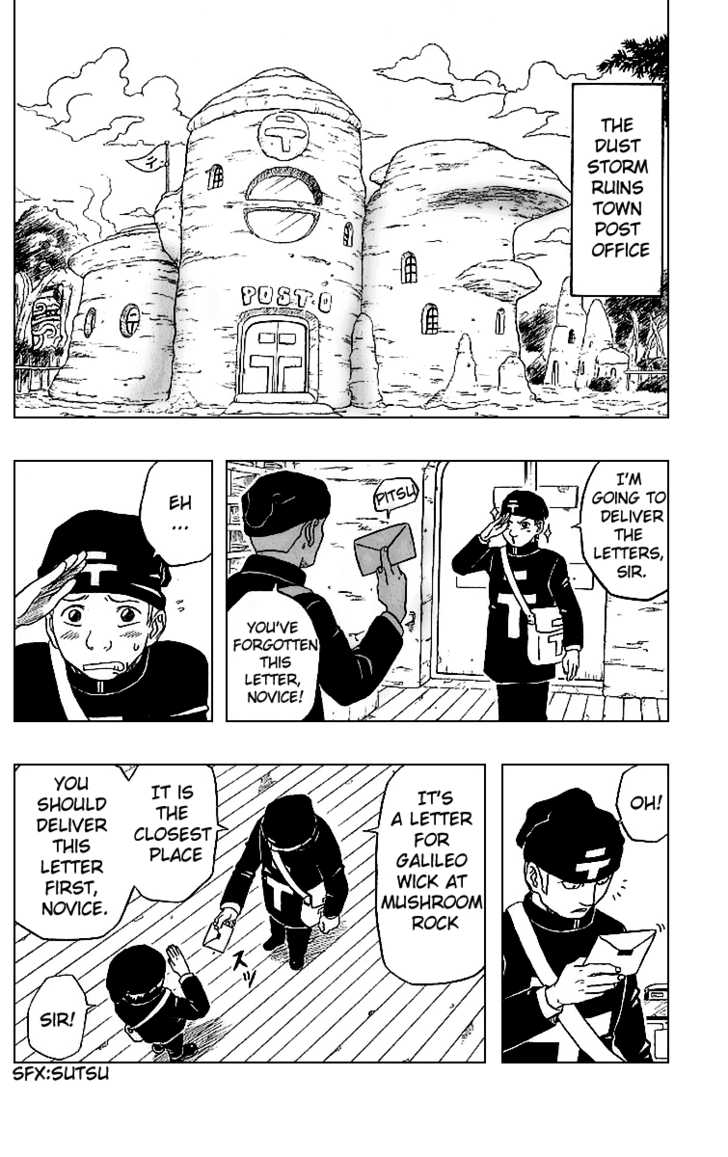 THE
DUST
STORM
RUINS
TOWN
POST
OFFICE
〒
POST-O
I'M
GOING TO
DELIVER
THE
LETTERS,
SIR.
PITSU
YOU'VE
FORGOTTEN
THIS
LETTER,
NOVICE!
EH
...
OH!
IT'S
A LETTER
FOR
GALILEO
WICK AT
MUSHROOM
ROCK
IT IS
THE
CLOSEST
PLACE
YOU
SHOULD
DELIVER
THIS
LETTER
FIRST,
NOVICE.
スッ
SIR!
SFX:SUTSU